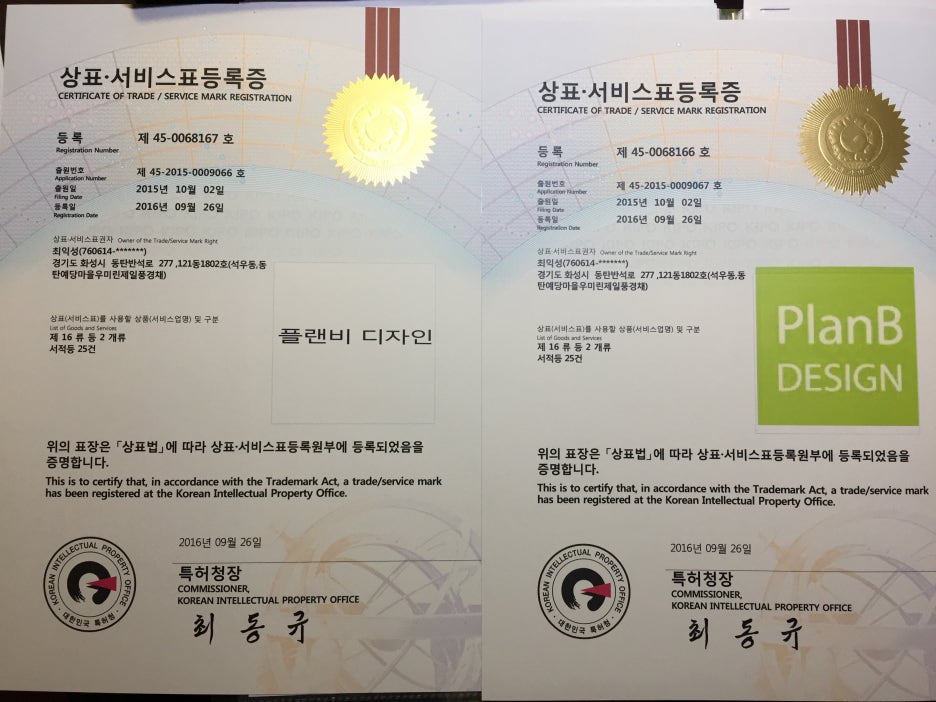 상표·서비스표등록증
CERTIFICATE OF TRADE / SERVICE MARK REGISTRATION
등 록
Registration Number
제 45-0068167 호
출원번호
Application Number
제 45-2015-0009066 호
출원일
Filing Date
2015년 10월 02일
등록일
Registration Date
2016년 09월 26일
상표·서비스표권자 Owner of the Trade/Service Mark Right
최익성(760614-*******)
경기도 화성시 동탄반석로 277 ,121동1802호(석우동,동
탄예당마을우미린제일풍경채)
상표(서비스표)를 사용할 상품(서비스업명) 및 구분
List of Goods and Services
제 16 류 등 2 개류
서적등 25건
플랜비 디자인
위의 표장은 「상표법」에 따라 상표·서비스표등록원부에 등록되었음을
증명합니다.
This is to certify that, in accordance with the Trademark Act, a trade/service mark
has been registered at the Korean Intellectual Property Office.
2016년 09월 26일
특허청장
COMMISSIONER,
KOREAN INTELLECTUAL PROPERTY OFFICE
최동규
KOREAN INTELLECTUAL PROPERTY OFFICE
대한민국 특허청
상표·서비스표등록증
CERTIFICATE OF TRADE / SERVICE MARK REGISTRATION
등 록
Registration Number
제 45-0068166 호
출원번호
Application Number
제 45-2015-0009067 호
출원일
Filing Date
2015년 10월 02일
등록일
Registration Date
2016년 09월 26일
상표·서비스표권자 Owner of the Trade/Service Mark Right
최익성(760614-*******)
경기도 화성시 동탄반석로 277 ,121동1802호(석우동,동
탄예당마을우미린제일풍경채)
상표(서비스표)를 사용할 상품(서비스업명) 및 구분
List of Goods and Services
제 16 류 등 2 개류
서적등 25건
PlanB
DESIGN
위의 표장은 「상표법」에 따라 상표·서비스표등록원부에 등록되었음을
증명합니다.
This is to certify that, in accordance with the Trademark Act, a trade/service mark
has been registered at the Korean Intellectual Property Office.
2016년 09월 26일
특허청장
COMMISSIONER,
KOREAN INTELLECTUAL PROPERTY OFFICE
최동규
KOREAN INTELLECTUAL PROPERTY OFFICE
대한민국 특허청